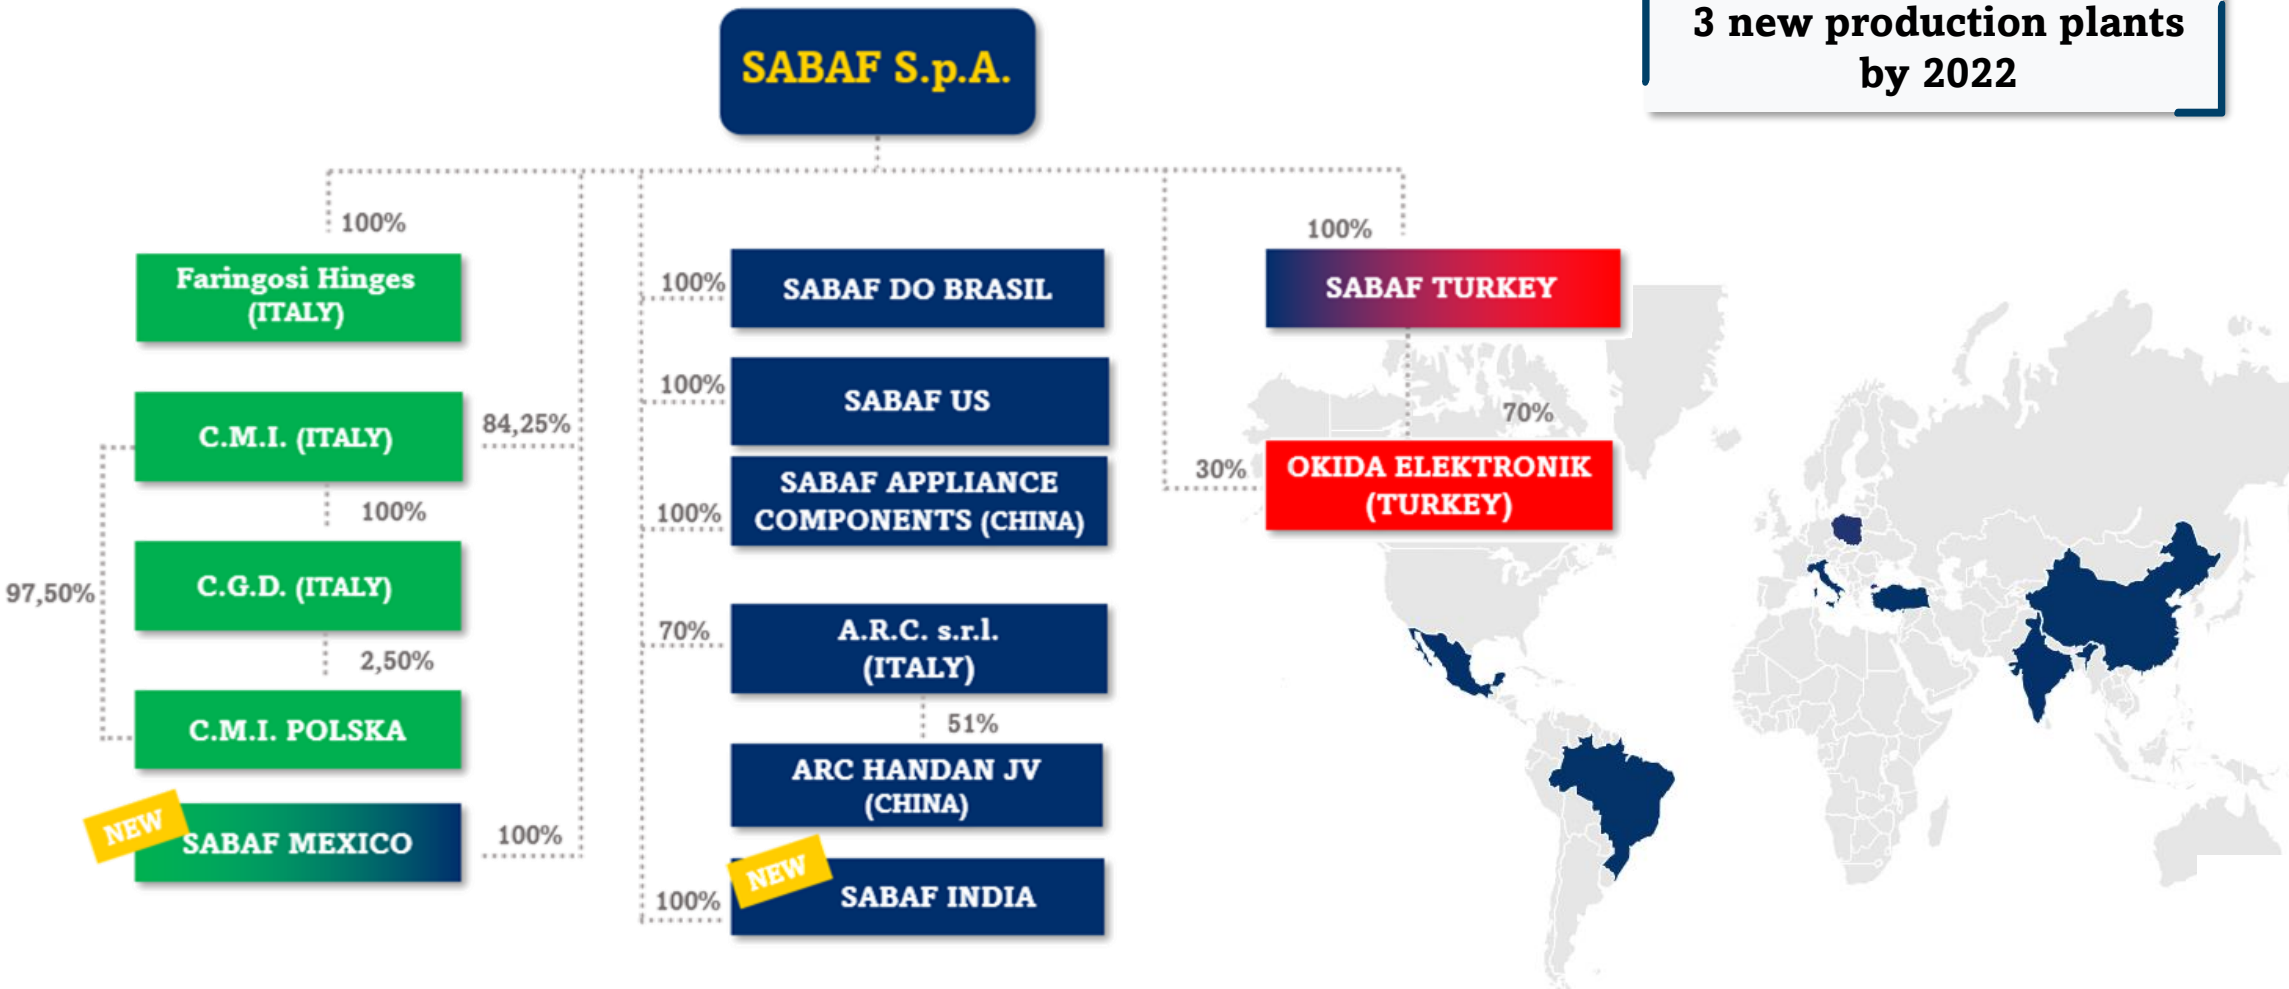 SABAF S.p.A.
3 new production plants
by 2022
100%
Faringosi Hinges
(ITALY)
C.M.I. (ITALY)
84,25%
100%
C.G.D. (ITALY)
97,50%
2,50%
C.M.I. POLSKA
NEW
SABAF MEXICO
100%
100%
SABAF DO BRASIL
100%
SABAF US
100%
SABAF APPLIANCE
COMPONENTS (CHINA)
70%
A.R.C. s.r.l.
(ITALY)
51%
ARC HANDAN JV
(CHINA)
NEW
100%
SABAF INDIA
100%
SABAF TURKEY
70%
30%
OKIDA ELEKTRONIK
(TURKEY)